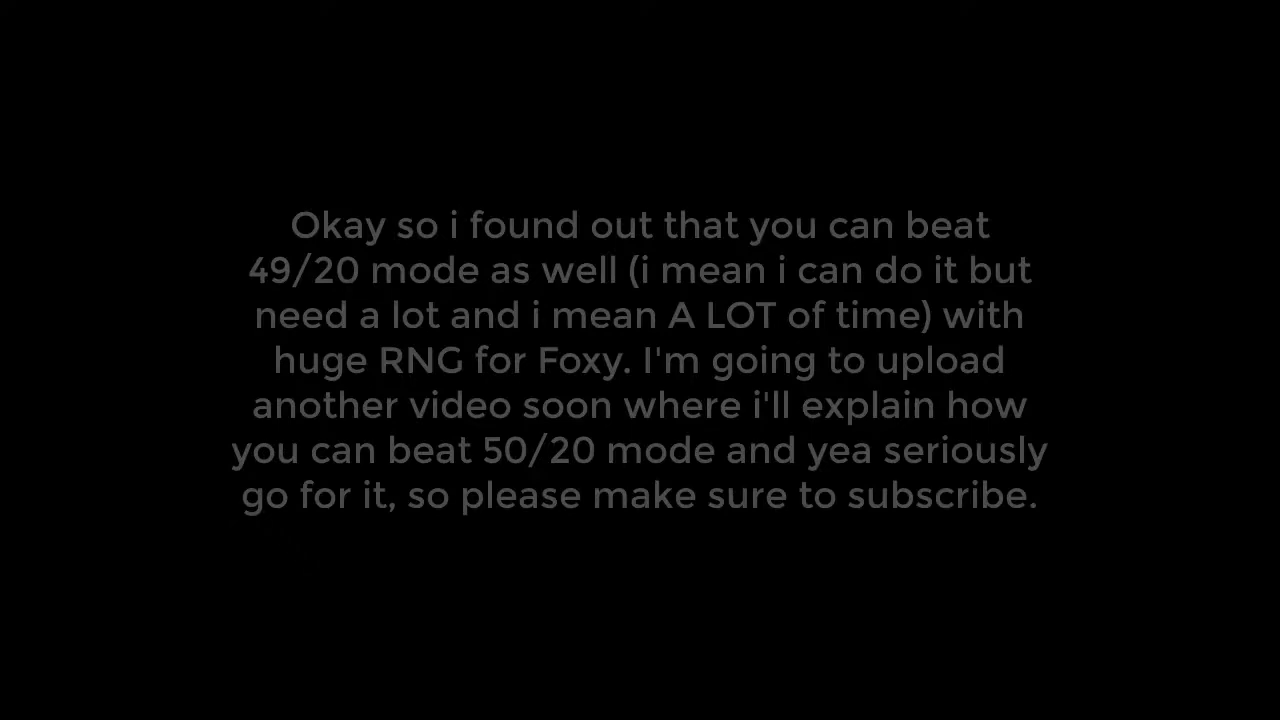 Okay so i found out that you can beat
49/20 mode as well (i mean i can do it but
need a lot and i mean A LOT of time) with
huge RNG for Foxy. I'm going to upload
another video soon where i'll explain how
you can beat 50/20 mode and yea seriously
go for it, so please make sure to subscribe.